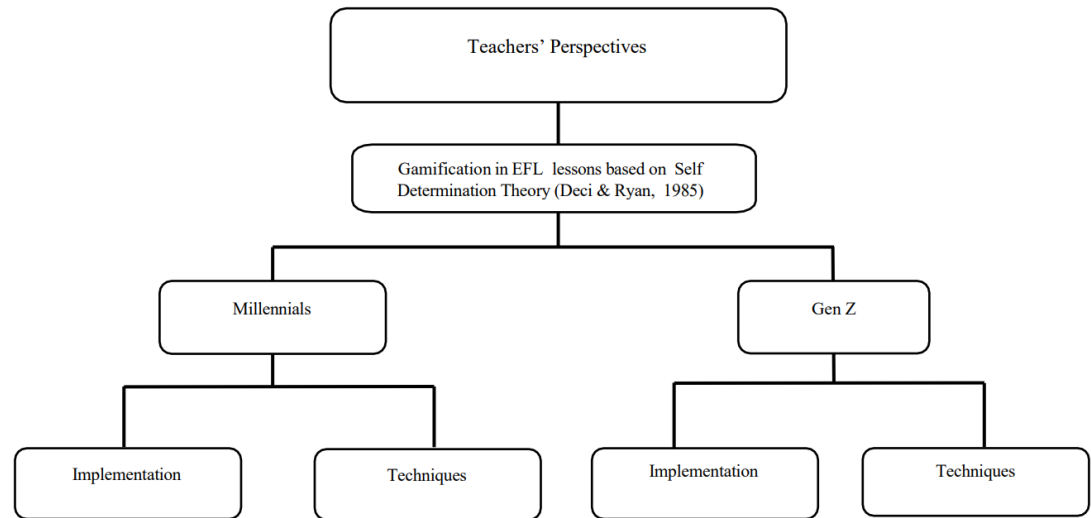 Teachers’ Perspectives
Gamification in EFL lessons based on Self
Determination Theory (Deci & Ryan, 1985)
Millennials
Gen Z
Implementation
Techniques
Implementation
Techniques